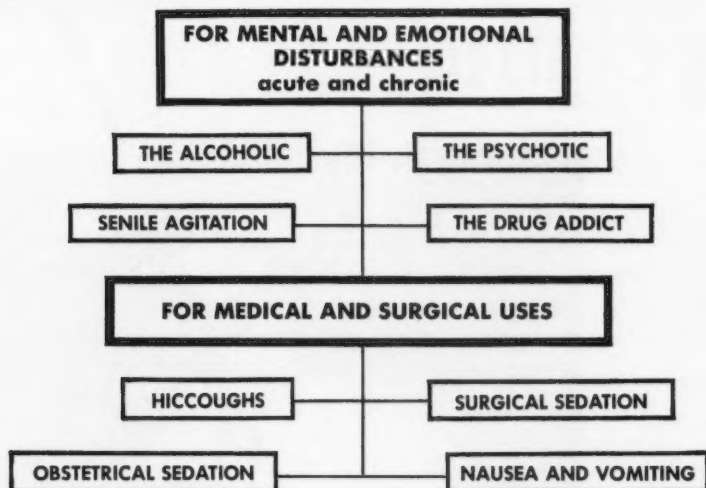 FOR MENTAL AND EMOTIONAL
DISTURBANCES
acute and chronic
THE ALCOHOLIC
THE PSYCHOTIC
SENILE AGITATION
THE DRUG ADDICT
FOR MEDICAL AND SURGICAL USES
HICCOUGHS
SURGICAL SEDATION
OBSTETRICAL SEDATION
NAUSEA AND VOMITING